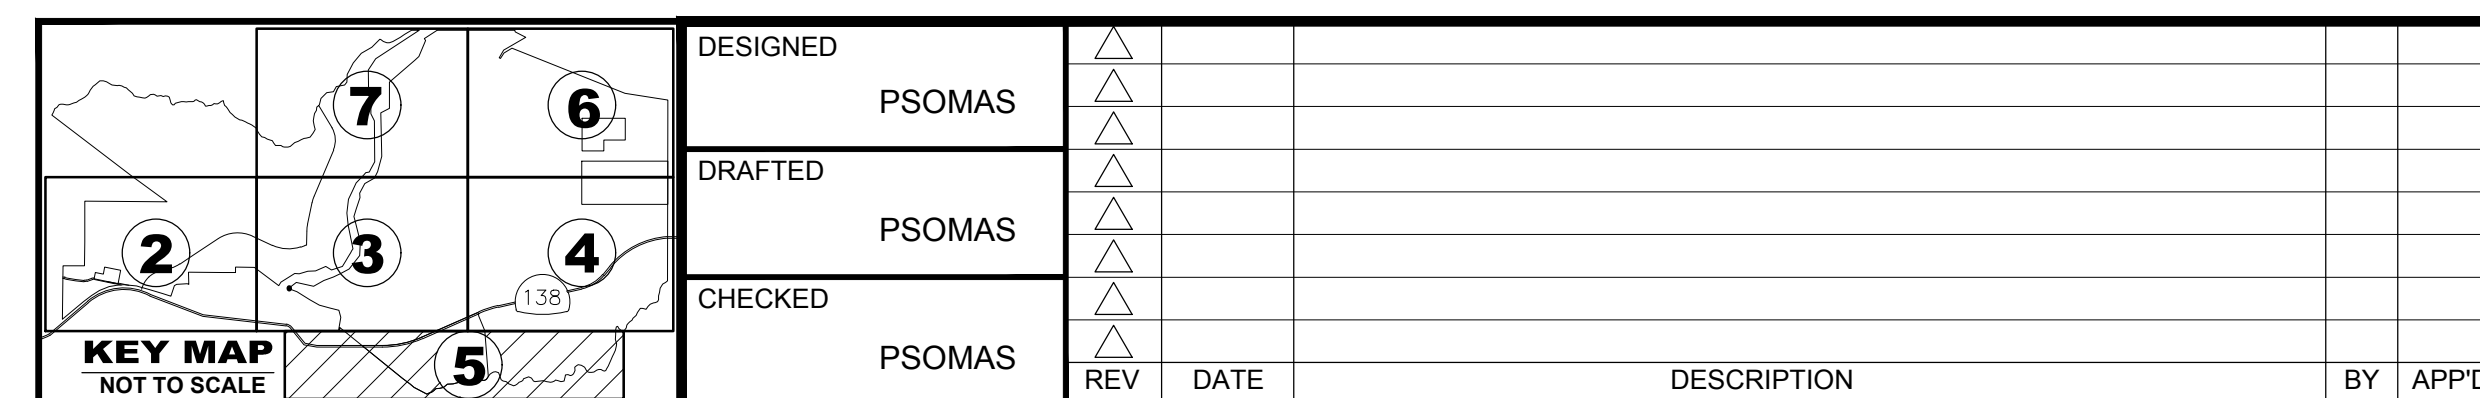 7
6
2
3
4
138
5
KEY MAP
NOT TO SCALE
DESIGNED
PSOMAS
DRAFTED
PSOMAS
CHECKED
PSOMAS
REV DATE DESCRIPTION BY APP'D